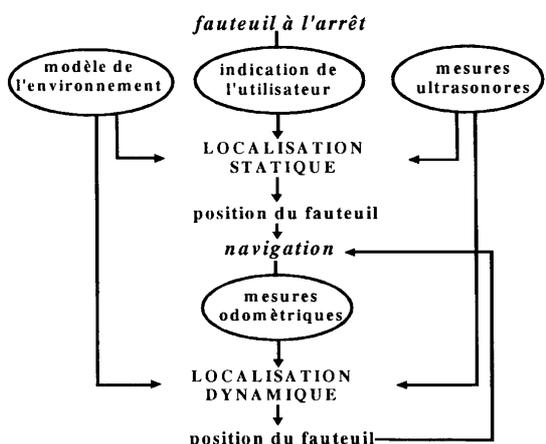 fauteuil à l'arrêt
modèle de
l'environnement
indication de
l'utilisateur
mesures
ultrasonores
LOCALISATION
STATIQUE
position du fauteuil
navigation
mesures
odomètriques
LOCALISATION
DYNAMIQUE
position du fauteuil